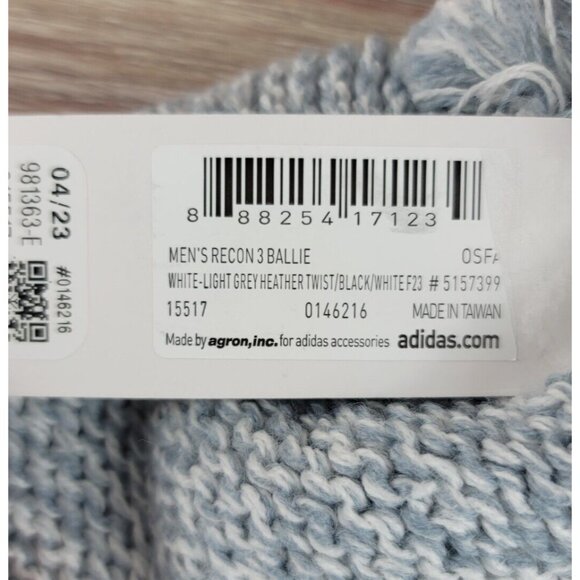 04/23
981363-E
#0146216
8 88254 17123
MEN'S RECON 3 BALLIE OSFA
WHITE-LIGHT GREY HEATHER TWIST/BLACK/WHITE F23 # 5157399
15517 0146216 MADE IN TAIWAN
Made by agron,inc. for adidas accessories adidas.com